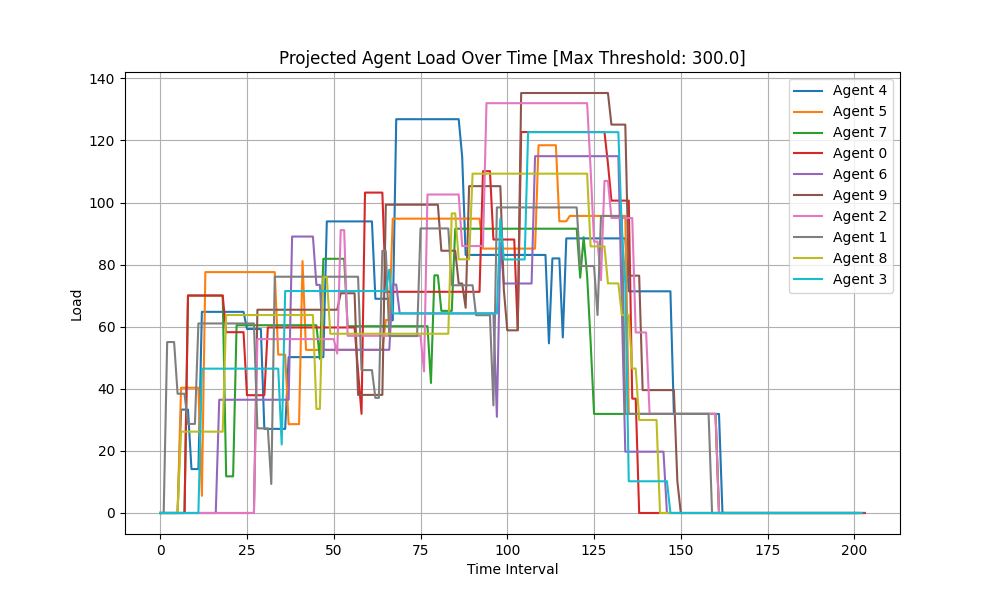 Projected Agent Load Over Time [Max Threshold: 300.0]
140
120
100
80
60
40
20
0
Load
0 25 50 75 100 125 150 175 200
Time Interval
Agent 4
Agent 5
Agent 7
Agent 0
Agent 6
Agent 9
Agent 2
Agent 1
Agent 8
Agent 3